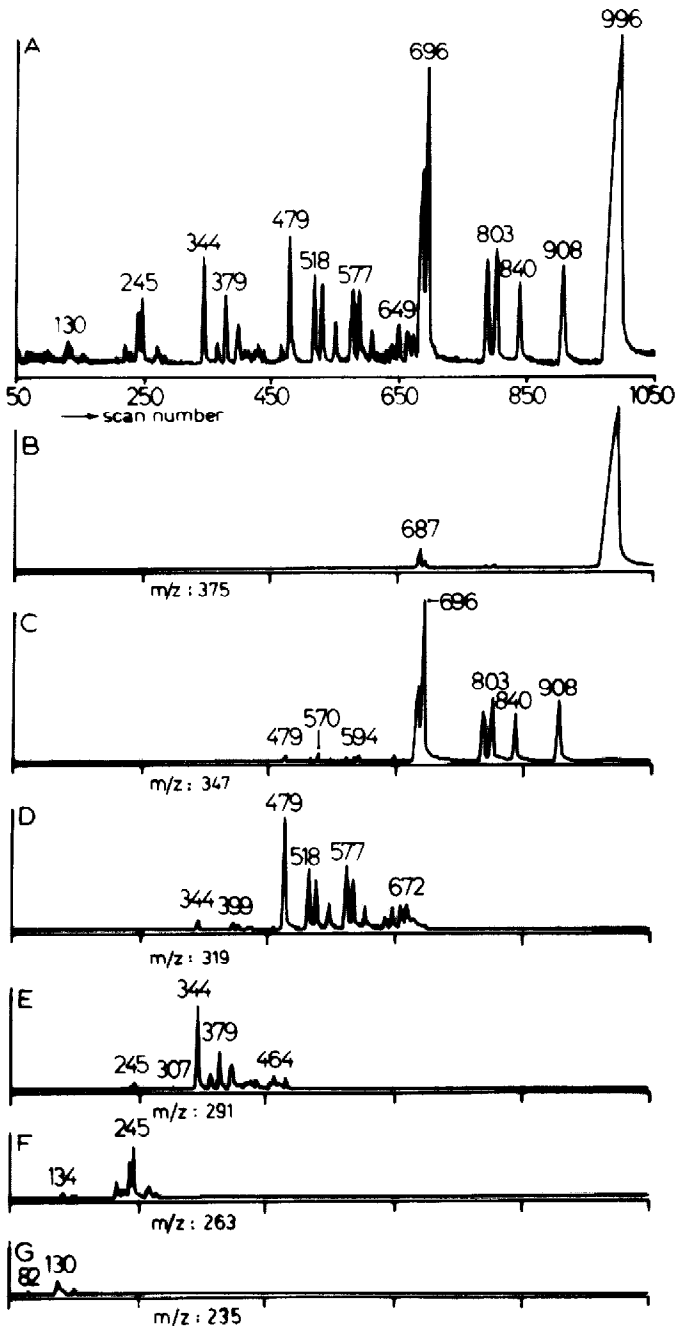 A
996
696
479
344
803
518
245
379
577
840
908
649
130
50 250 450 650 850 1050
→ scan number
B
687
m/z : 375
C
696
803
840 908
570
479 594
m/z : 347
D
479
518 577
672
344 399
m/z : 319
E
344
379
245 307 464
m/z : 291
F
245
134
m/z : 263
G
82 130
m/z : 235